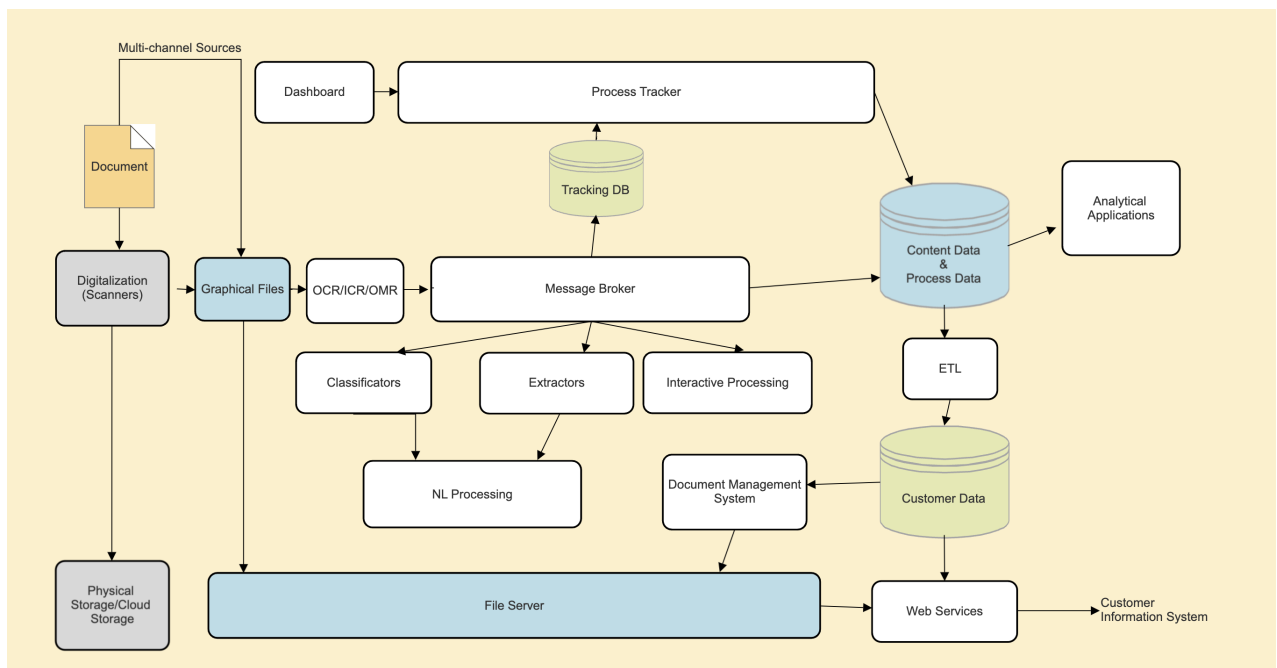 Multi-channel Sources
Dashboard
Process Tracker
Document
Tracking DB
Analytical
Applications
Content Data
&
Process Data
Digitalization
(Scanners)
Graphical Files
OCR/ICR/OMR
Message Broker
Classificators
Extractors
Interactive Processing
ETL
NL Processing
Document Management
System
Customer Data
Physical
Storage/Cloud
Storage
File Server
Web Services
Customer
Information System